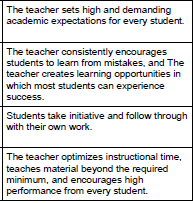 The teacher sets high and demanding
academic expectations for every student.
The teacher consistently encourages
students to learn from mistakes, and The
teacher creates learning opportunities in
which most students can experience
success.
Students take initiative and follow through
with their own work.
The teacher optimizes instructional time,
teaches material beyond the required
minimum, and encourages high
performance from every student.